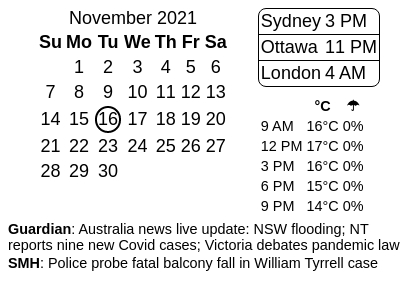 November 2021
Su Mo Tu We Th Fr Sa
1 2 3 4 5 6
7 8 9 10 11 12 13
14 15 16 17 18 19 20
21 22 23 24 25 26 27
28 29 30
Sydney 3 PM
Ottawa 11 PM
London 4 AM
°C ☂
9 AM 16°C 0%
12 PM 17°C 0%
3 PM 16°C 0%
6 PM 15°C 0%
9 PM 14°C 0%
Guardian: Australia news live update: NSW flooding; NT
reports nine new Covid cases; Victoria debates pandemic law
SMH: Police probe fatal balcony fall in William Tyrrell case